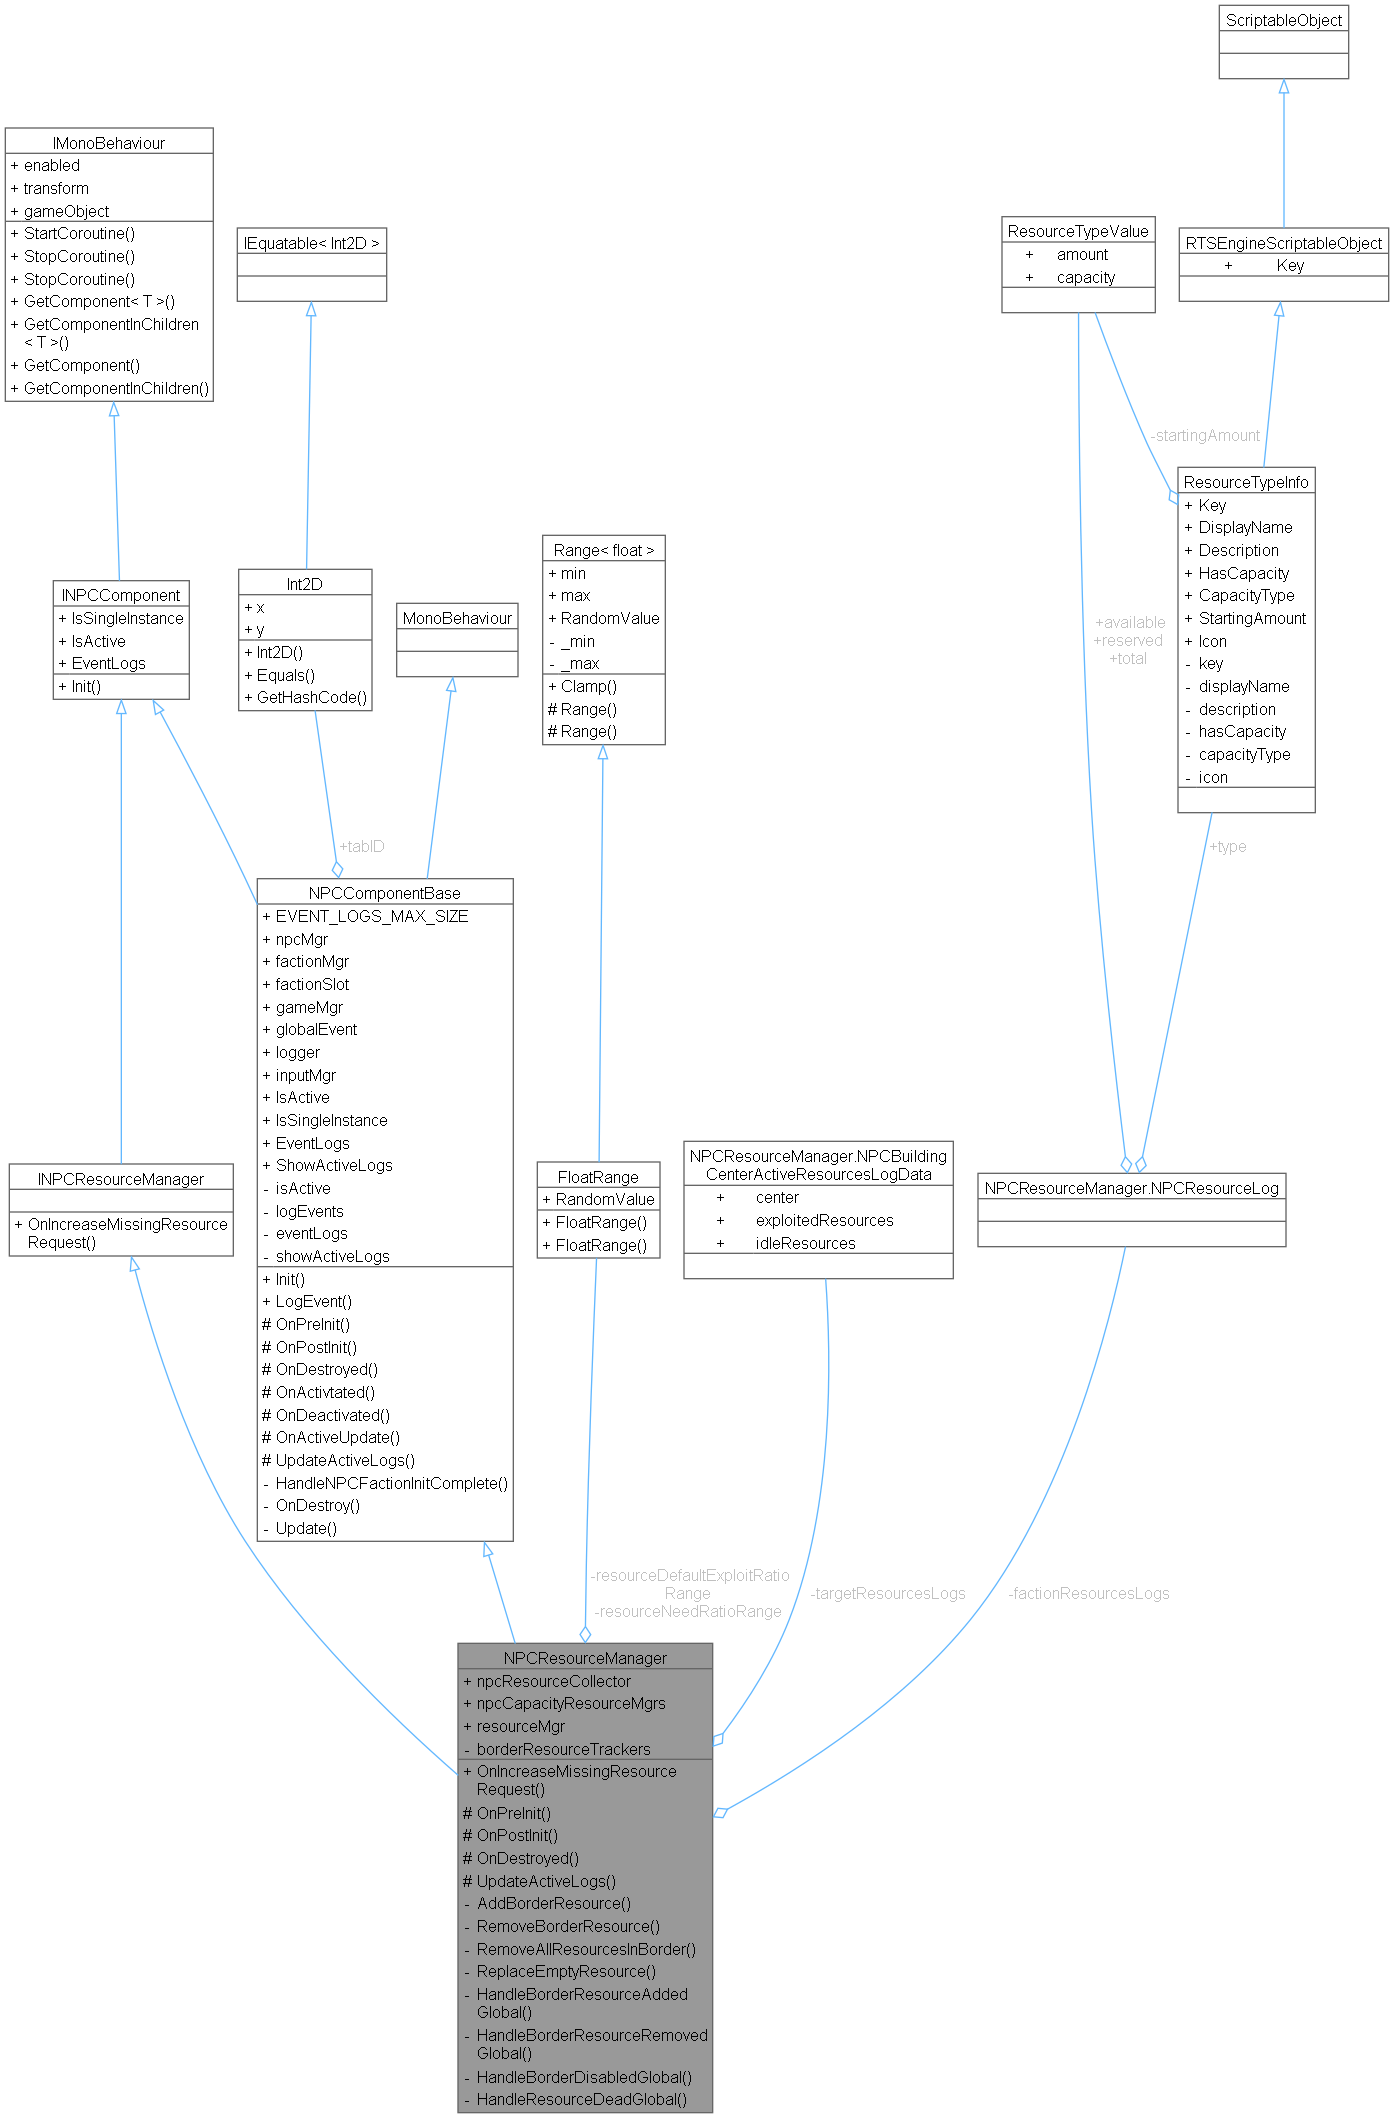 ScriptableObject
IMonoBehaviour
+ enabled
+ transform
+ gameObject
+ StartCoroutine()
+ StopCoroutine()
+ StopCoroutine()
+ GetComponent< T >()
+ GetComponentInChildren
< T >()
+ GetComponent()
+ GetComponentInChildren()
IEquatable< Int2D >
ResourceTypeValue
+ amount
+ capacity
RTSEngineScriptableObject
+ Key
-startingAmount
ResourceTypeInfo
+ Key
+ DisplayName
+ Description
+ HasCapacity
+ CapacityType
+ StartingAmount
+ Icon
- key
- displayName
- description
- hasCapacity
- capacityType
- icon
INPCComponent
+ IsSingleInstance
+ IsActive
+ EventLogs
+ Init()
Int2D
+ x
+ y
+ Int2D()
+ Equals()
+ GetHashCode()
MonoBehaviour
Range< float >
+ min
+ max
+ RandomValue
- _min
- _max
+ Clamp()
# Range()
# Range()
+available
+reserved
+total
+tabID
+type
NPCComponentBase
+ EVENT_LOGS_MAX_SIZE
+ npcMgr
+ factionMgr
+ factionSlot
+ gameMgr
+ globalEvent
+ logger
+ inputMgr
+ IsActive
+ IsSingleInstance
+ EventLogs
+ ShowActiveLogs
- isActive
- logEvents
- eventLogs
- showActiveLogs
+ Init()
+ LogEvent()
# OnPreInit()
# OnPostInit()
# OnDestroyed()
# OnActivtated()
# OnDeactivated()
# OnActiveUpdate()
# UpdateActiveLogs()
- HandleNPCFactionInitComplete()
- OnDestroy()
- Update()
INPCResourceManager
+ OnIncreaseMissingResource
Request()
FloatRange
+ RandomValue
+ FloatRange()
+ FloatRange()
NPCResourceManager.NPCBuilding
CenterActiveResourcesLogData
+ center
+ exploitedResources
+ idleResources
NPCResourceManager.NPCResourceLog
-resourceDefaultExploitRatio
Range
-resourceNeedRatioRange
-targetResourcesLogs
-factionResourcesLogs
NPCResourceManager
+ npcResourceCollector
+ npcCapacityResourceMgrs
+ resourceMgr
- borderResourceTrackers
+ OnIncreaseMissingResource
Request()
# OnPreInit()
# OnPostInit()
# OnDestroyed()
# UpdateActiveLogs()
- AddBorderResource()
- RemoveBorderResource()
- RemoveAllResourcesInBorder()
- ReplaceEmptyResource()
- HandleBorderResourceAdded
Global()
- HandleBorderResourceRemoved
Global()
- HandleBorderDisabledGlobal()
- HandleResourceDeadGlobal()